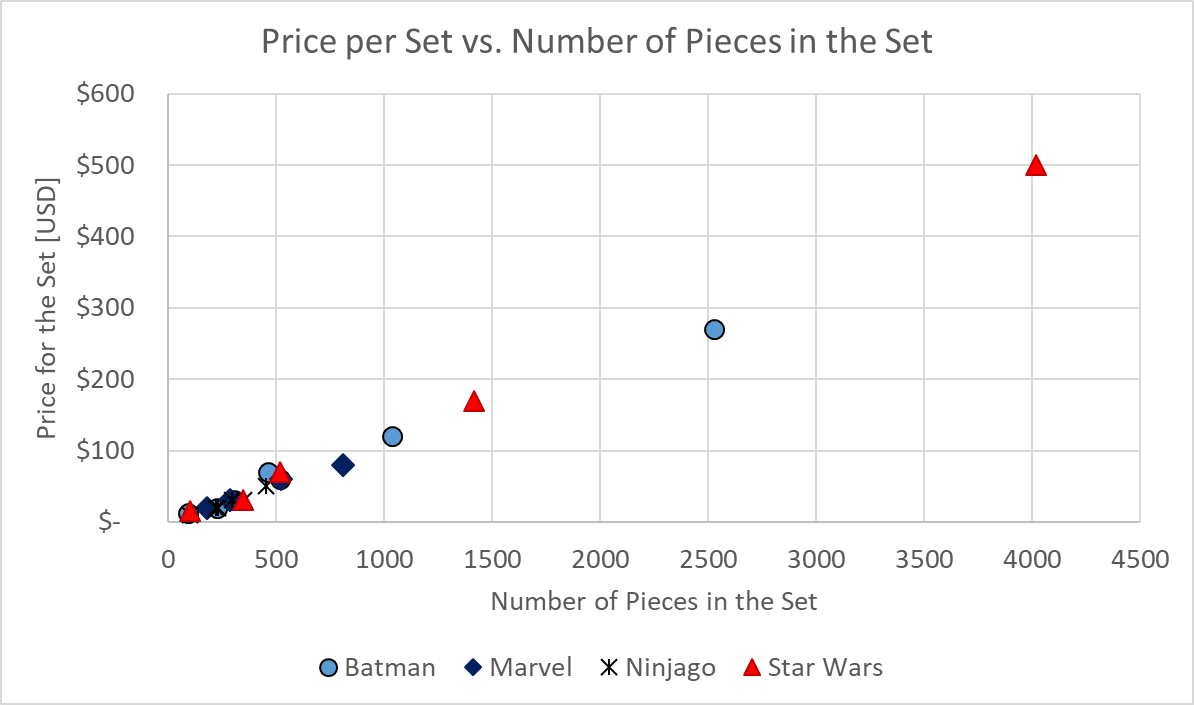 Price per Set vs. Number of Pieces in the Set
$600
$500
$400
$300
$200
$100
$-
Price for the Set [USD]
0 500 1000 1500 2000 2500 3000 3500 4000 4500
Number of Pieces in the Set
Batman Marvel Ninjago Star Wars